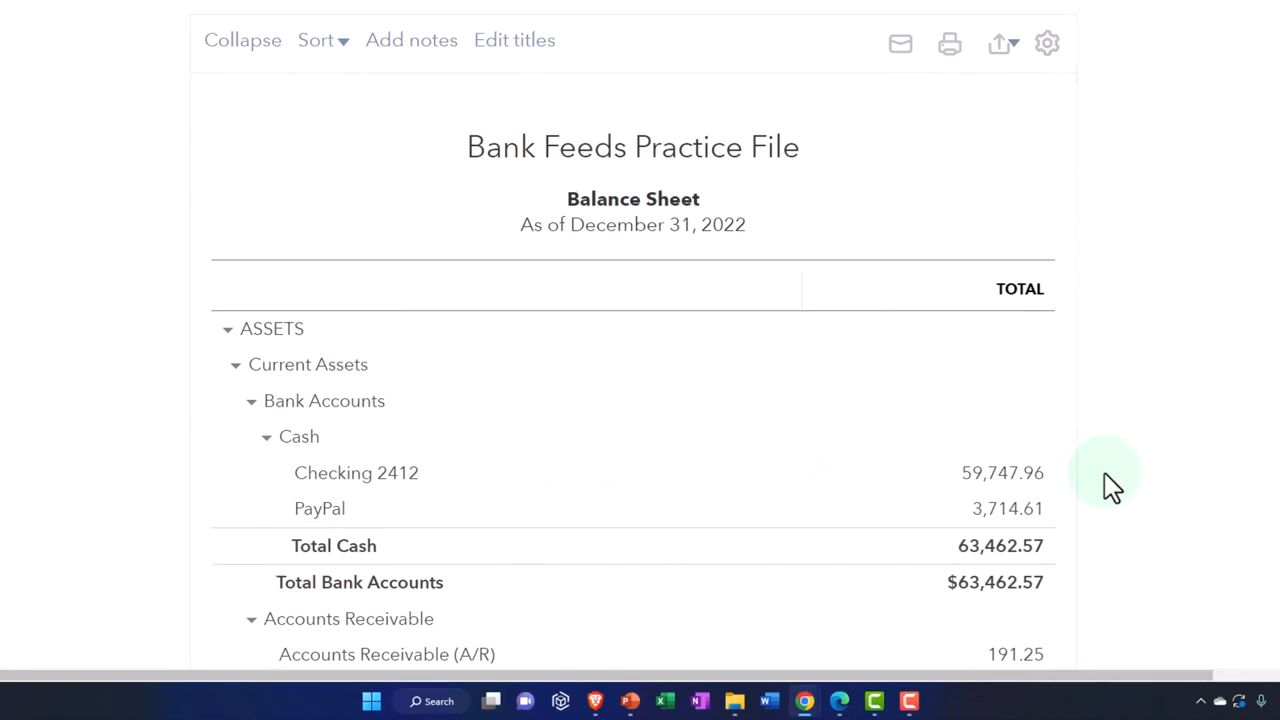 Collapse Sort Add notes Edit titles
Bank Feeds Practice File
Balance Sheet
As of December 31, 2022
TOTAL
ASSETS
Current Assets
Bank Accounts
Cash
Checking 2412 59,747.96
PayPal 3,714.61
Total Cash 63,462.57
Total Bank Accounts $63,462.57
Accounts Receivable
Accounts Receivable (A/R) 191.25
Search